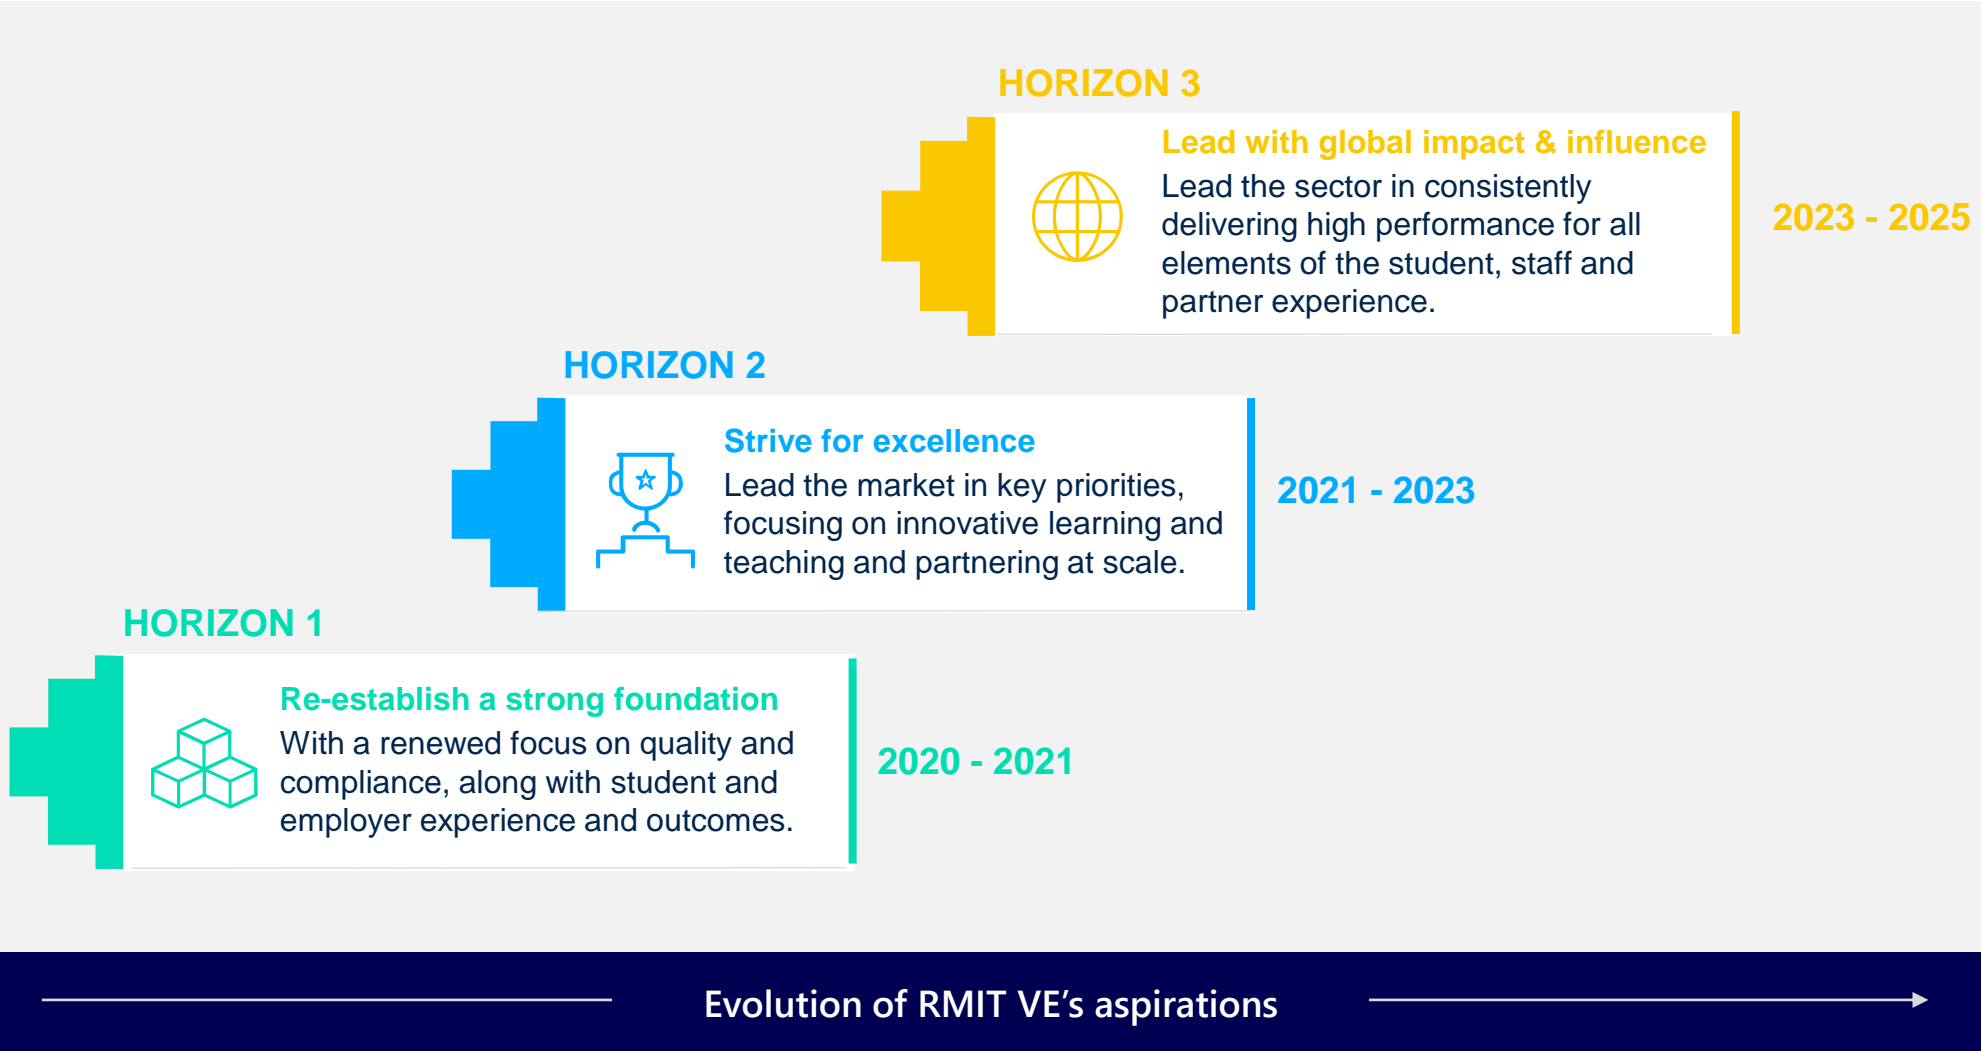 HORIZON 3
Lead with global impact & influence
Lead the sector in consistently
delivering high performance for all
elements of the student, staff and
partner experience.
2023 - 2025
HORIZON 2
Strive for excellence
Lead the market in key priorities,
focusing on innovative learning and
teaching and partnering at scale.
2021 - 2023
HORIZON 1
Re-establish a strong foundation
With a renewed focus on quality and
compliance, along with student and
employer experience and outcomes.
2020 - 2021
Evolution of RMIT VE’s aspirations